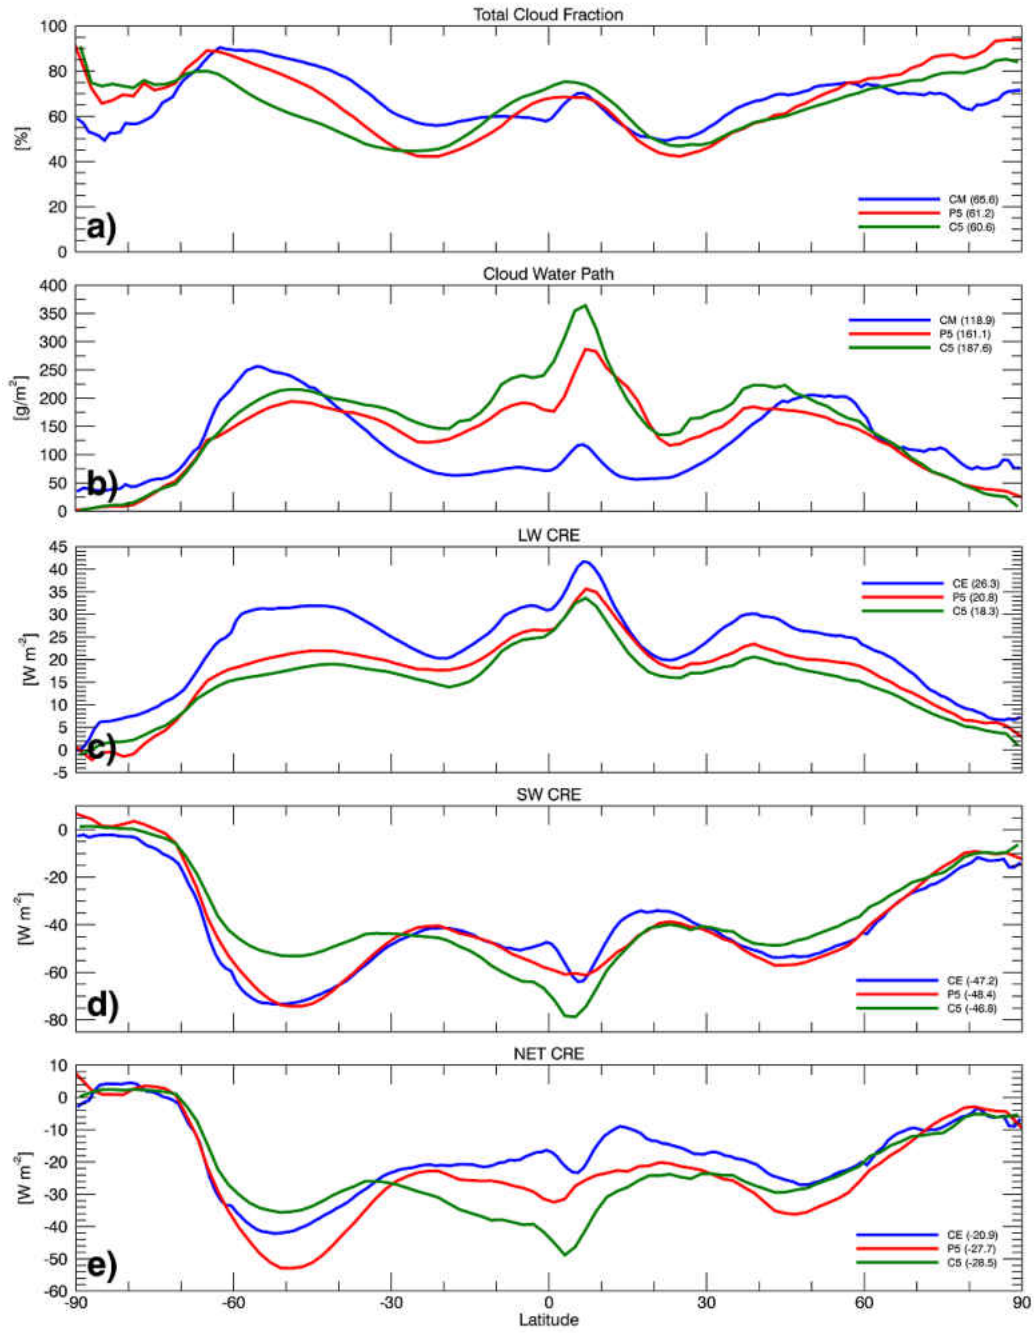 Total Cloud Fraction
100
80
60
40
20
0
[%]
a)
CM (65.6)
P5 (61.2)
C5 (60.6)
Cloud Water Path
400
350
300
250
200
150
100
50
0
[g/m²]
b)
CM (118.9)
P5 (161.1)
C5 (187.6)
LW CRE
45
40
35
30
25
20
15
10
5
0
-5
[W m⁻²]
c)
CE (26.3)
P5 (20.8)
C5 (18.3)
SW CRE
0
-20
-40
-60
-80
[W m⁻²]
d)
CE (-47.2)
P5 (-48.4)
C5 (-46.8)
NET CRE
10
0
-10
-20
-30
-40
-50
-60
[W m⁻²]
e)
CE (-20.9)
P5 (-27.7)
C5 (-28.5)
-90 -60 -30 0 30 60 90
Latitude